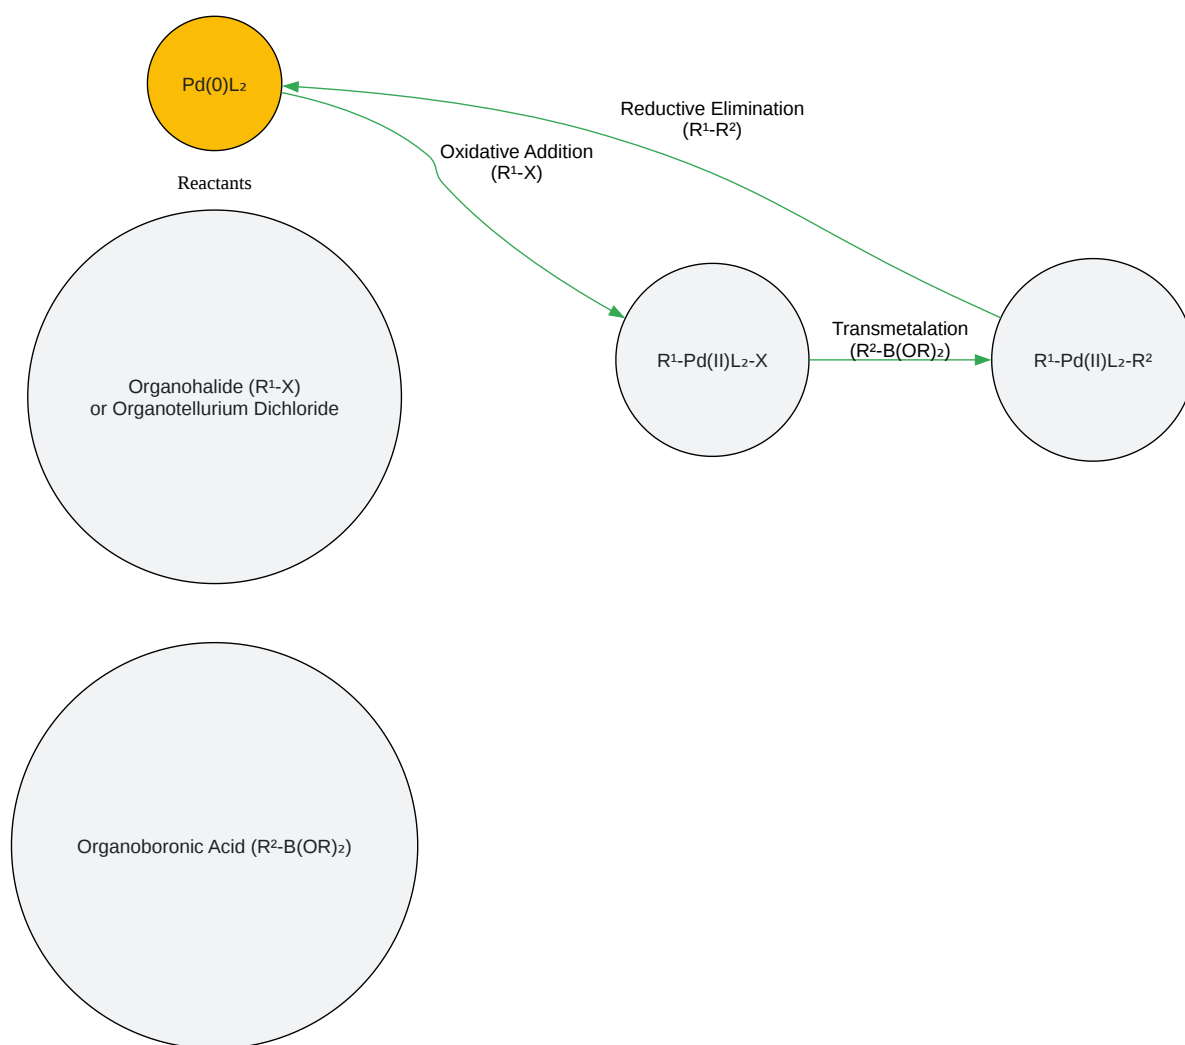 Pd(0)L₂
Reductive Elimination
(R¹-R²)
Oxidative Addition
(R¹-X)
Reactants
Transmetalation
(R²-B(OR)₂)
R¹-Pd(II)L₂-X
R¹-Pd(II)L₂-R²
Organohalide (R¹-X)
or Organotellurium Dichloride
Organoboronic Acid (R²-B(OR)₂)